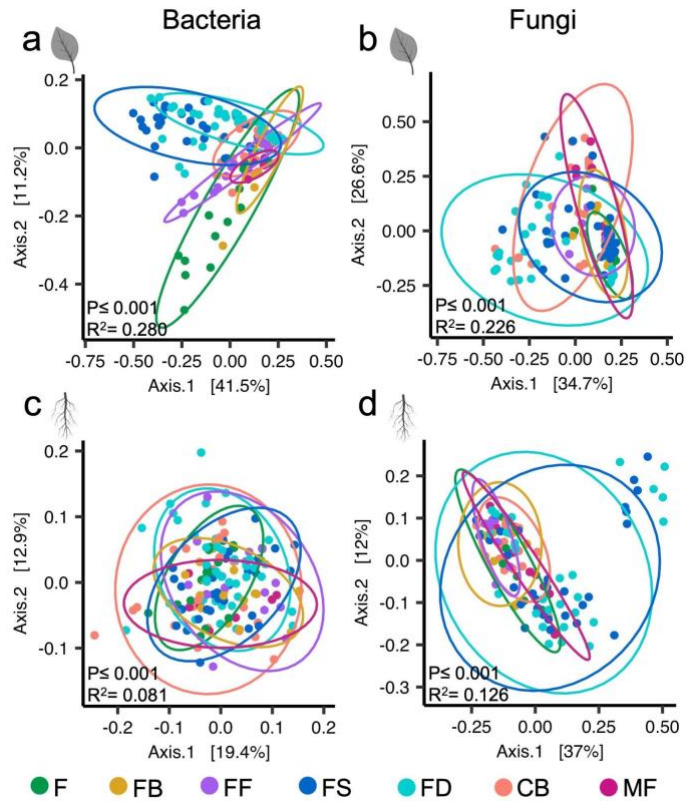 Bacteria
Fungi
a
b
0.2
0.0
-0.2
-0.4
Axis.2 [11.2%]
P≤ 0.001
R²= 0.280
-0.75 -0.50 -0.25 0.00 0.25 0.50
Axis.1 [41.5%]
0.50
0.25
0.00
-0.25
Axis.2 [26.6%]
P≤ 0.001
R²= 0.226
-0.75 -0.50 -0.25 0.00 0.25 0.50
Axis.1 [34.7%]
c
d
0.2
0.1
0.0
-0.1
Axis.2 [12.9%]
P≤ 0.001
R²= 0.081
-0.2 -0.1 0.0 0.1 0.2
Axis.1 [19.4%]
0.2
0.1
0.0
-0.1
-0.2
-0.3
Axis.2 [12%]
P≤ 0.001
R²= 0.126
-0.25 0.00 0.25 0.50
Axis.1 [37%]
F FB FF FS FD CB MF